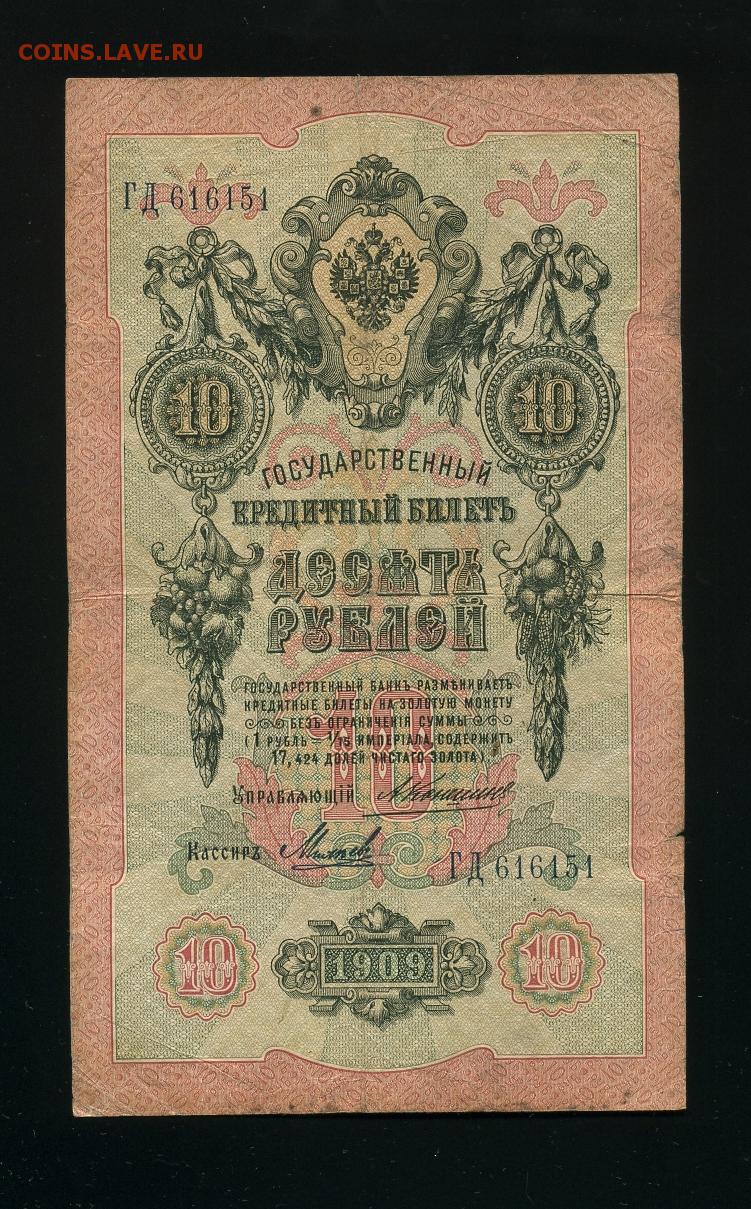 COINS.LAVE.RU
ГД 616151
10 10
ГОСУДАРСТВЕННЫЙ
КРЕДИТНЫЙ БИЛЕТЪ
ДЕСЯТЬ
РУБЛЕЙ
10
ГОСУДАРСТВЕННЫЙ БАНКЪ РАЗМѢНИВАЕТЪ
КРЕДИТНЫЕ БИЛЕТЫ НА ЗОЛОТУЮ МОНЕТУ
БЕЗЪ ОГРАНИЧЕНІЯ СУММЫ
(1 РУБЛЬ = 1/15 ИМПЕРІАЛА, СОДЕРЖИТЪ
17,424 ДОЛЕЙ ЧИСТАГО ЗОЛОТА).
УПРАВЛЯЮЩІЙ
КАССИРЪ
ГД 616151
10 1909 10